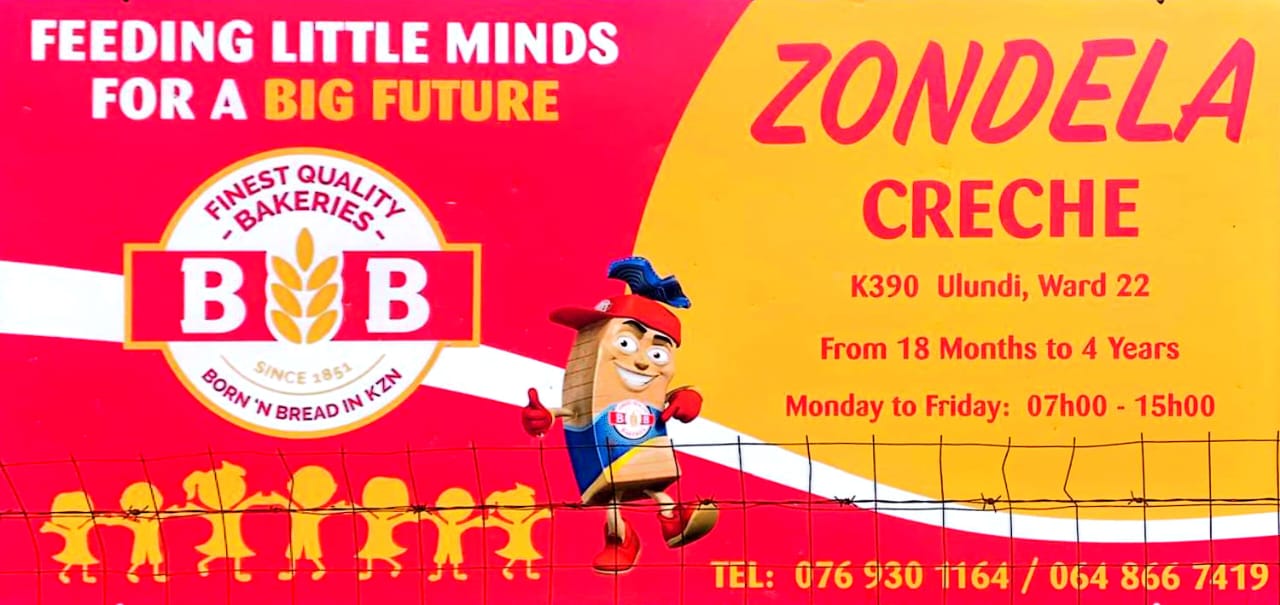 FEEDING LITTLE MINDS
FOR A BIG FUTURE
FINEST QUALITY
- BAKERIES -
B B
SINCE 1851
BORN 'N BREAD IN KZN
B B
ZONDELA
CRECHE
K390 Ulundi, Ward 22
From 18 Months to 4 Years
Monday to Friday: 07h00 - 15h00
TEL: 076 930 1164 / 064 866 7419